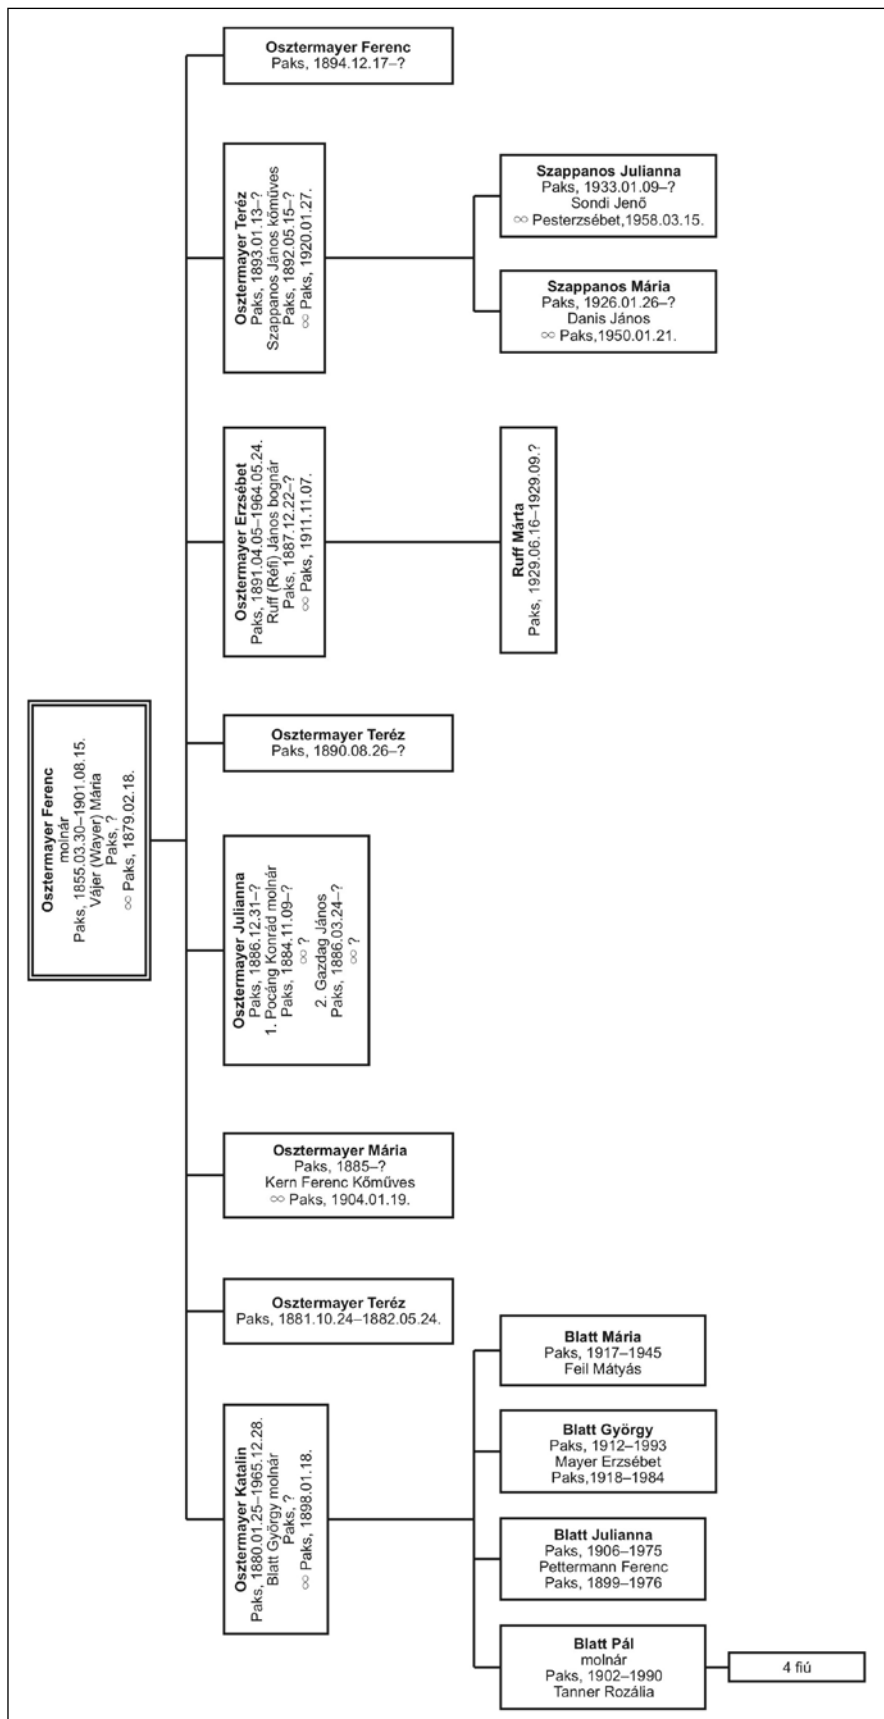 Osztermayer Ferenc
molnár
Paks, 1855.03.30–1901.08.15.
Vájer (Wayer) Mária
Paks, ?
∞ Paks, 1879.02.18.
Osztermayer Ferenc
Paks, 1894.12.17–?
Osztermayer Teréz
Paks, 1893.01.13–?
Szappanos János kőműves
Paks, 1892.05.15–?
∞ Paks, 1920.01.27.
Szappanos Julianna
Paks, 1933.01.09–?
Sondi Jenő
∞ Pesterzsébet,1958.03.15.
Szappanos Mária
Paks, 1926.01.26–?
Danis János
∞ Paks,1950.01.21.
Osztermayer Erzsébet
Paks, 1891.04.05–1964.05.24.
Ruff (Réfi) János bognár
Paks, 1887.12.22–?
∞ Paks, 1911.11.07.
Ruff Márta
Paks, 1929.06.16–1929.09.?
Osztermayer Teréz
Paks, 1890.08.26–?
Osztermayer Julianna
Paks, 1886.12.31–?
1. Pocáng Konrád molnár
Paks, 1884.11.09–?
∞ ?
2. Gazdag János
Paks, 1886.03.24–?
∞ ?
Osztermayer Mária
Paks, 1885–?
Kern Ferenc Kőműves
∞ Paks, 1904.01.19.
Osztermayer Teréz
Paks, 1881.10.24–1882.05.24.
Osztermayer Katalin
Paks, 1880.01.25–1965.12.28.
Blatt György molnár
Paks, ?
∞ Paks, 1898.01.18.
Blatt Mária
Paks, 1917–1945
Feil Mátyás
Blatt György
Paks, 1912–1993
Mayer Erzsébet
Paks,1918–1984
Blatt Julianna
Paks, 1906–1975
Pettermann Ferenc
Paks, 1899–1976
Blatt Pál
molnár
Paks, 1902–1990
Tanner Rozália
4 fiú